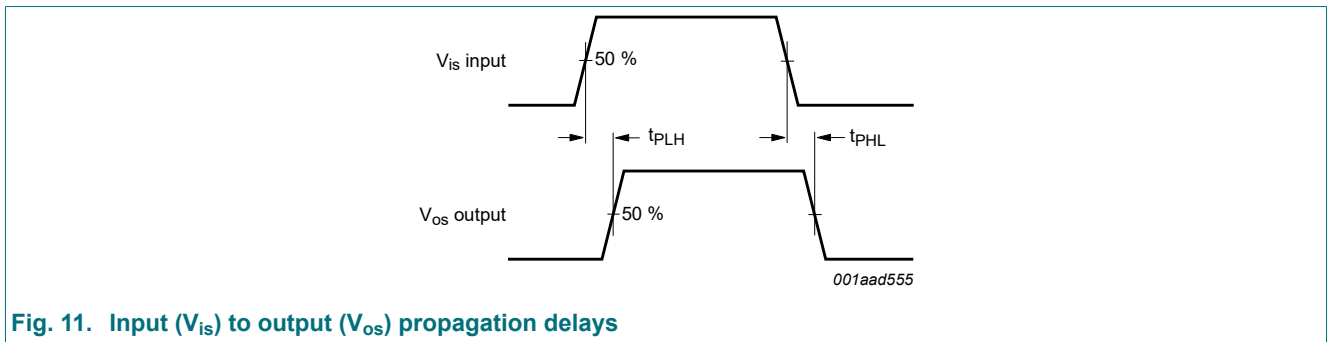 Vis input
50 %
tPLH
tPHL
Vos output
50 %
001aad555
Fig. 11. Input (Vis) to output (Vos) propagation delays